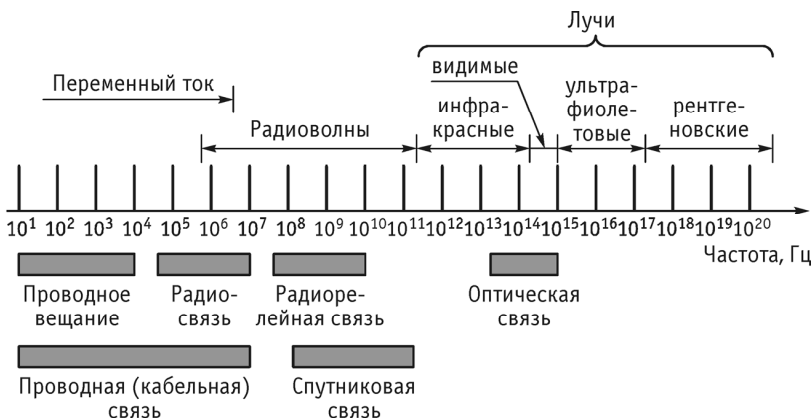 Лучи
Переменный ток
видимые
инфра-
красные
ультра-
фиоле-
товые
рентге-
новские
Радиоволны
10¹ 10² 10³ 10⁴ 10⁵ 10⁶ 10⁷ 10⁸ 10⁹ 10¹⁰ 10¹¹ 10¹² 10¹³ 10¹⁴ 10¹⁵ 10¹⁶ 10¹⁷ 10¹⁸ 10¹⁹ 10²⁰
Частота, Гц
Проводное
вещание
Радио-
связь
Радиоре-
лейная связь
Оптическая
связь
Проводная (кабельная)
связь
Спутниковая
связь